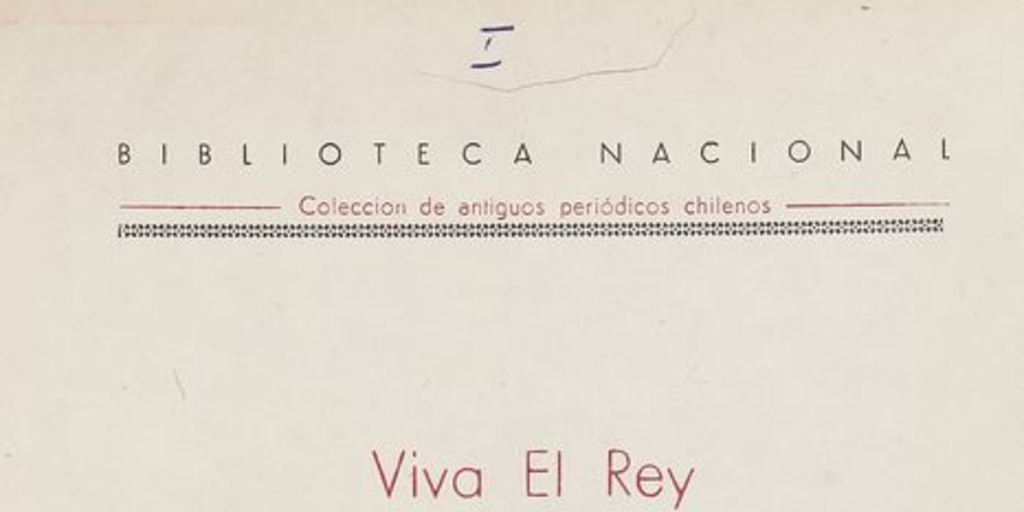 I
BIBLIOTECA NACIONAL
Coleccion de antiguos periódicos chilenos
Viva El Rey